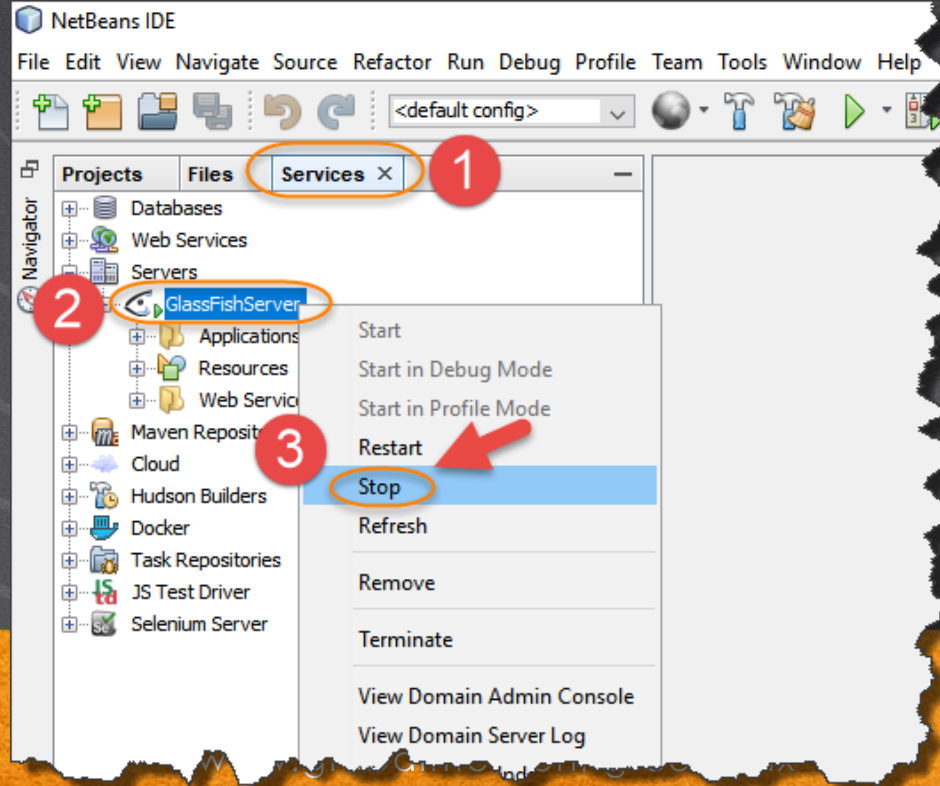 NetBeans IDE
File Edit View Navigate Source Refactor Run Debug Profile Team Tools Window Help
<default config>
Projects Files Services 1
Navigator
Databases
Web Services
Servers
2 GlassFishServer
Applications
Resources
Web Servic
Maven Reposit
Cloud
Hudson Builders
Docker
Task Repositories
JS Test Driver
Selenium Server
Start
Start in Debug Mode
Start in Profile Mode
3 Restart
Stop
Refresh
Remove
Terminate
View Domain Admin Console
View Domain Server Log